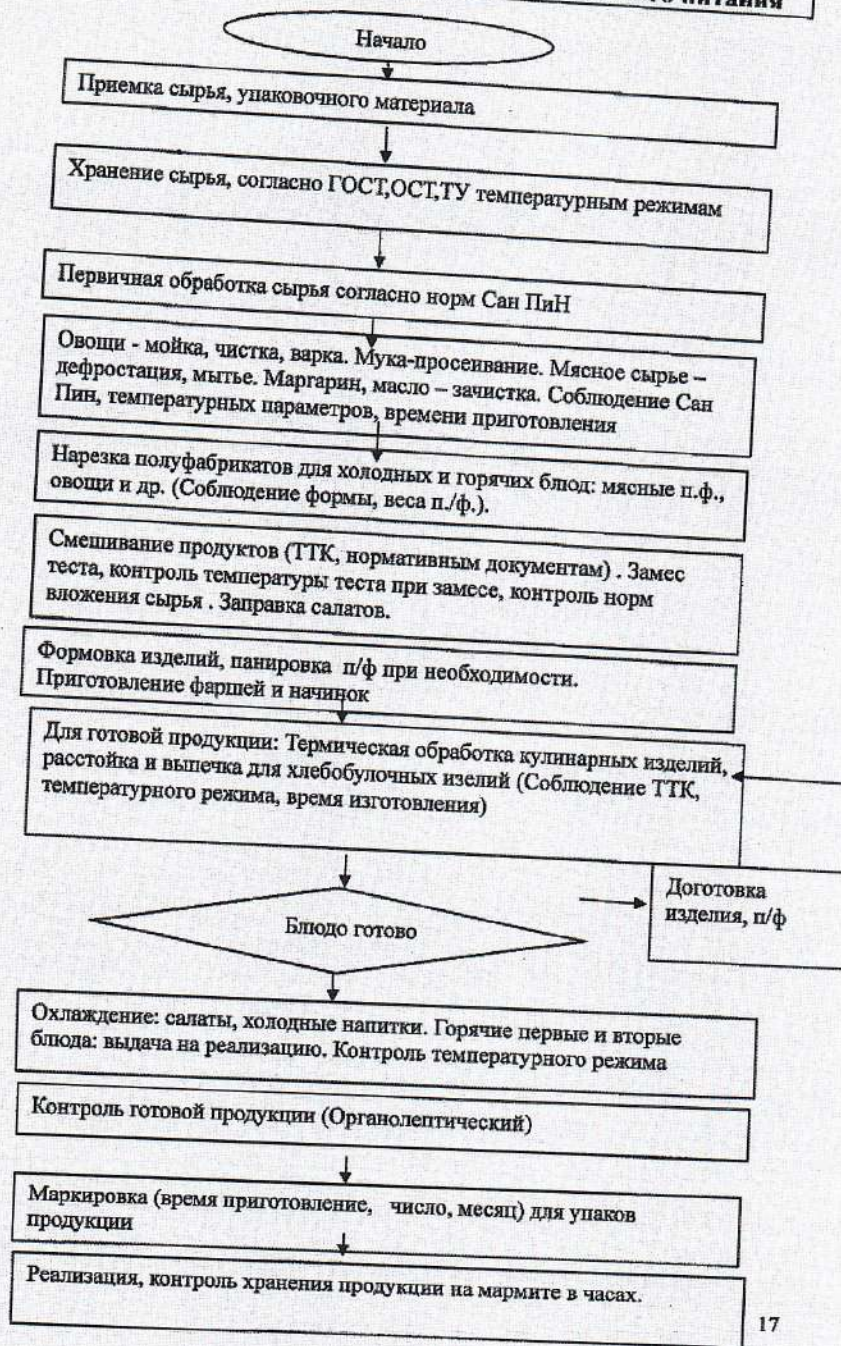 питания
Начало
Приемка сырья, упаковочного материала
Хранение сырья, согласно ГОСТ,ОСТ,ТУ температурным режимам
Первичная обработка сырья согласно норм Сан ПиН
Овощи - мойка, чистка, варка. Мука-просеивание. Мясное сырье –
дефростация, мытье. Маргарин, масло – зачистка. Соблюдение Сан
Пин, температурных параметров, времени приготовления
Нарезка полуфабрикатов для холодных и горячих блюд: мясные п.ф.,
овощи и др. (Соблюдение формы, веса п./ф.).
Смешивание продуктов (ТТК, нормативным документам) . Замес
теста, контроль температуры теста при замесе, контроль норм
вложения сырья . Заправка салатов.
Формовка изделий, панировка п/ф при необходимости.
Приготовление фаршей и начинок
Для готовой продукции: Термическая обработка кулинарных изделий,
расстойка и выпечка для хлебобулочных изелий (Соблюдение ТТК,
температурного режима, время изготовления)
Доготовка
изделия, п/ф
Блюдо готово
Охлаждение: салаты, холодные напитки. Горячие первые и вторые
блюда: выдача на реализацию. Контроль температурного режима
Контроль готовой продукции (Органолептический)
Маркировка (время приготовление, число, месяц) для упаков
продукции
Реализация, контроль хранения продукции на мармите в часах.
17